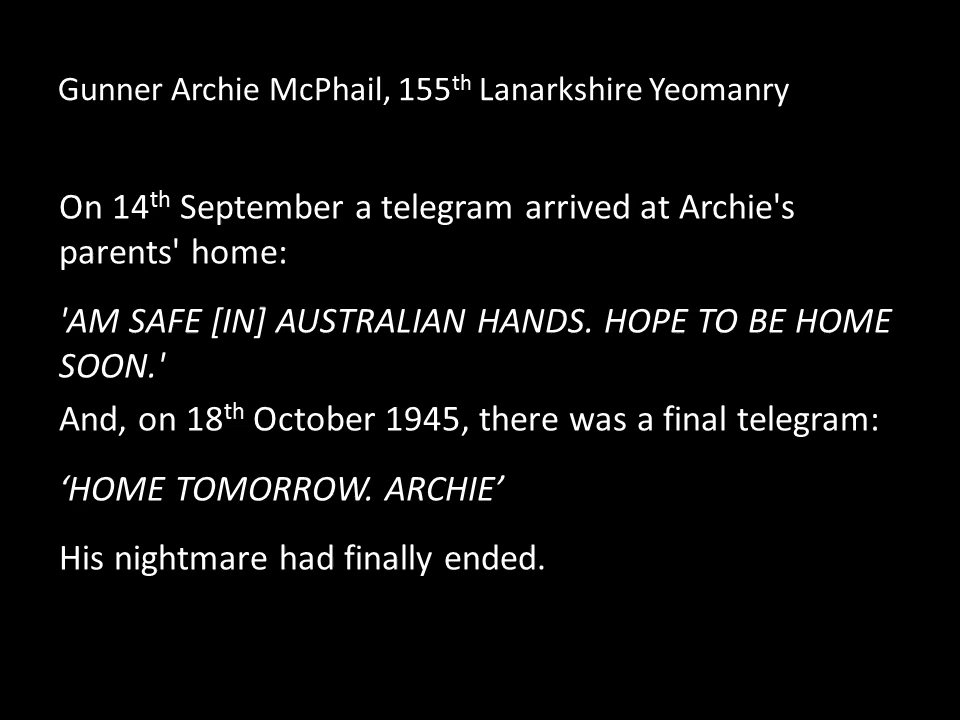 Gunner Archie McPhail, 155th Lanarkshire Yeomanry
On 14th September a telegram arrived at Archie's
parents' home:
'AM SAFE [IN] AUSTRALIAN HANDS. HOPE TO BE HOME
SOON.'
And, on 18th October 1945, there was a final telegram:
‘HOME TOMORROW. ARCHIE’
His nightmare had finally ended.